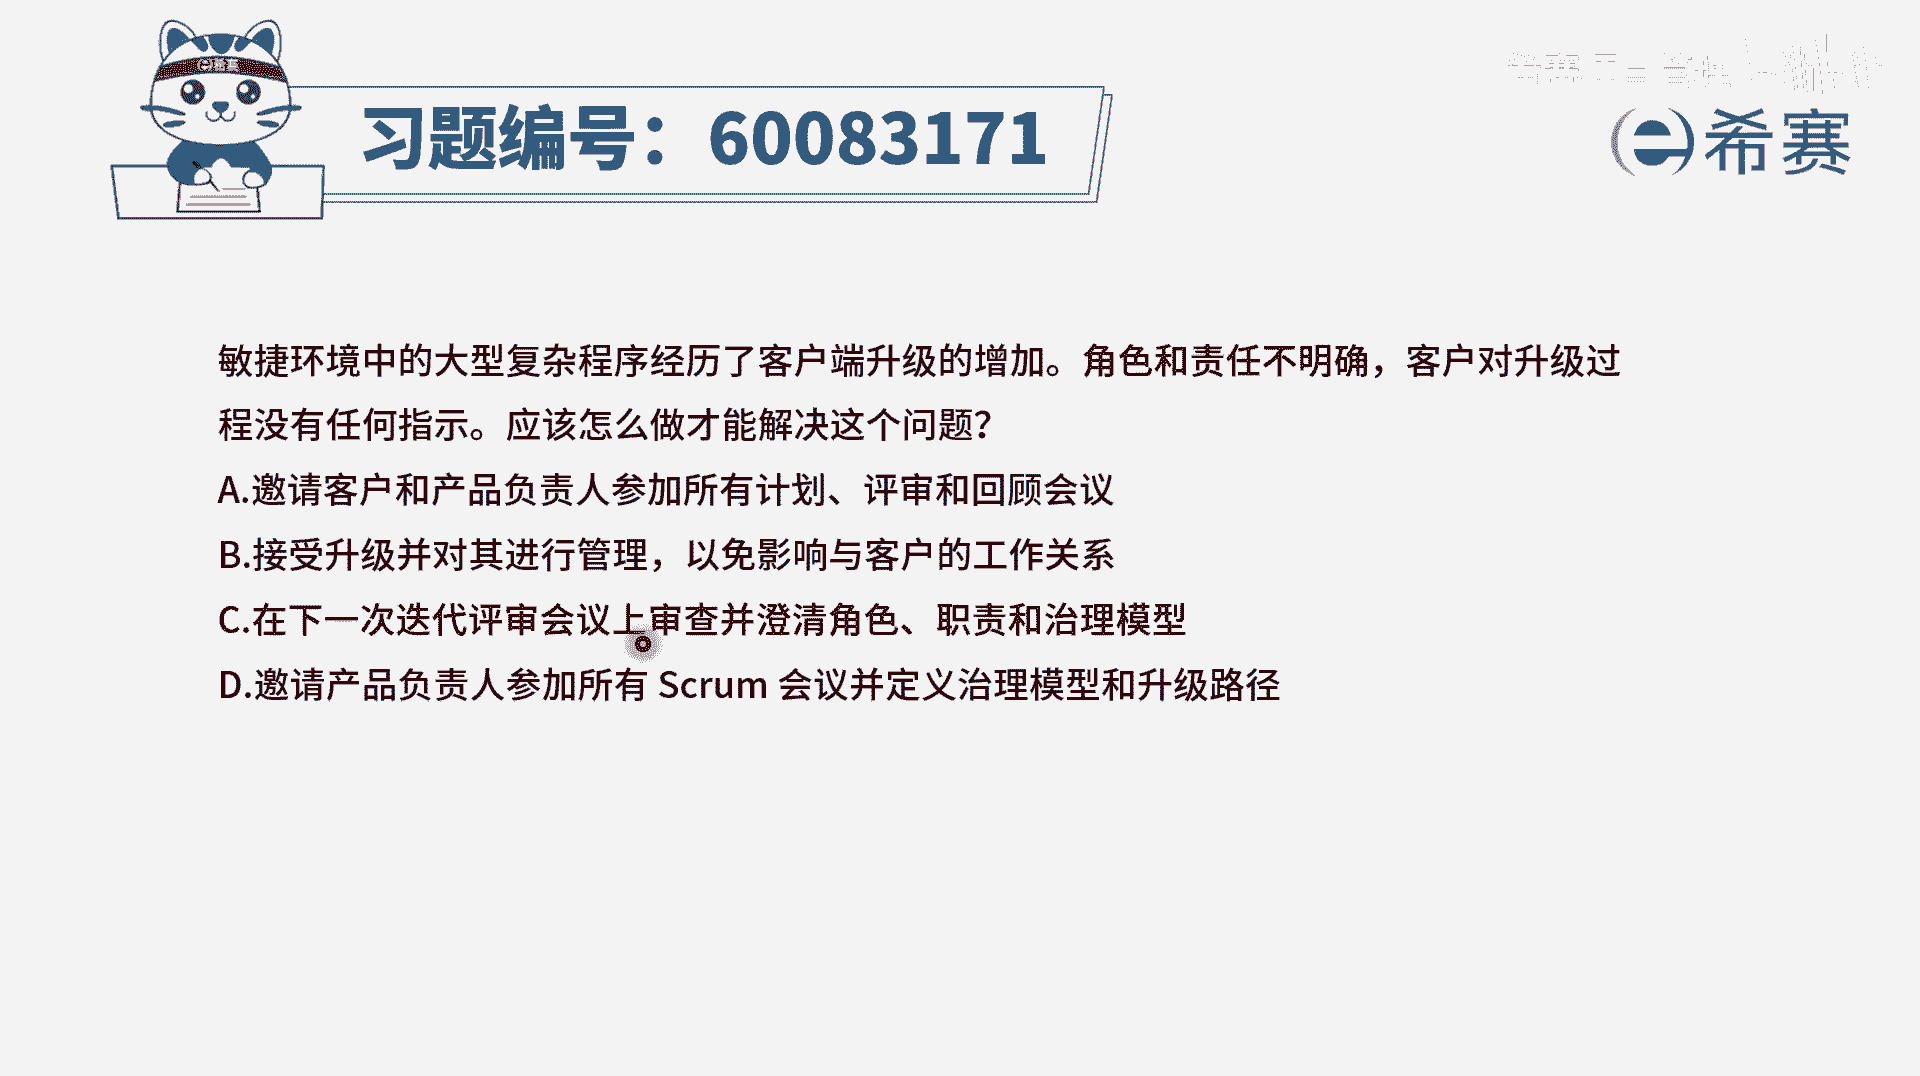 习题编号：60083171
希赛
敏捷环境中的大型复杂程序经历了客户端升级的增加。角色和责任不明确，客户对升级过
程没有任何指示。应该怎么做才能解决这个问题？
A.邀请客户和产品负责人参加所有计划、评审和回顾会议
B.接受升级并对其进行管理，以免影响与客户的工作关系
C.在下一次迭代评审会议上审查并澄清角色、职责和治理模型
D.邀请产品负责人参加所有 Scrum 会议并定义治理模型和升级路径